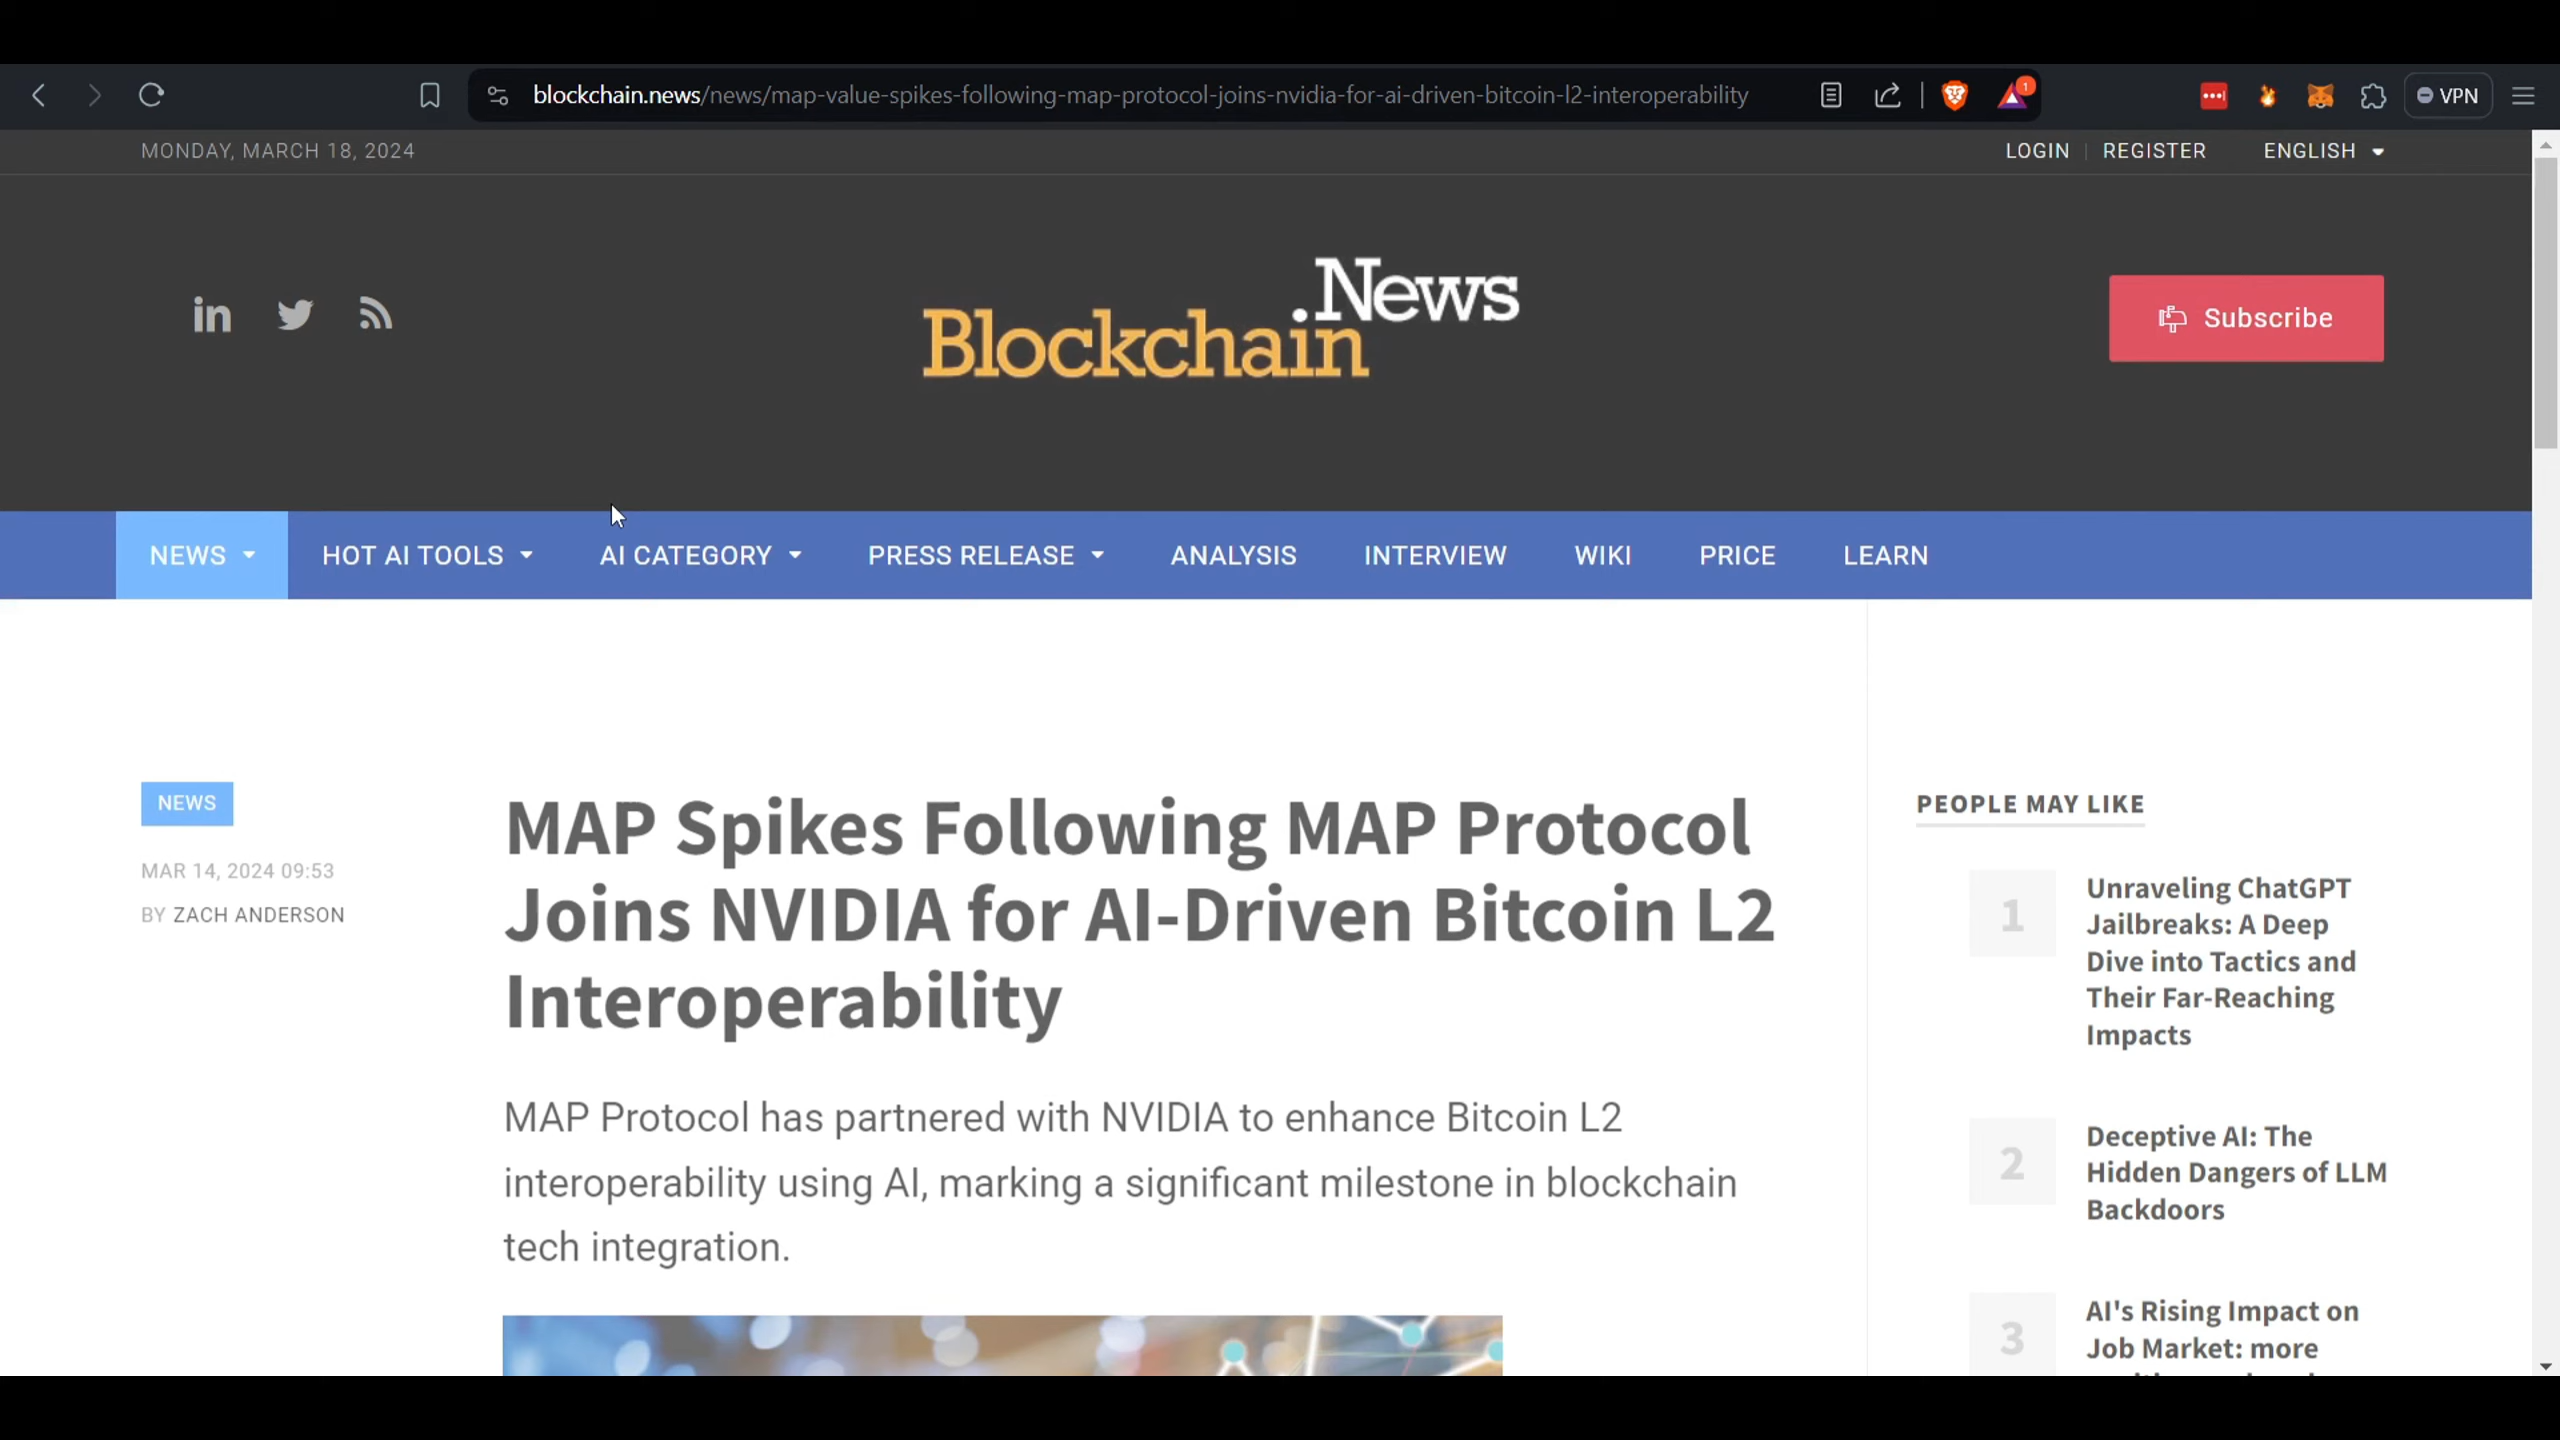 blockchain.news/news/map-value-spikes-following-map-protocol-joins-nvidia-for-ai-driven-bitcoin-l2-interoperability
1
VPN
MONDAY, MARCH 18, 2024
LOGIN | REGISTER
ENGLISH
in
Blockchain.News
Subscribe
NEWS
HOT AI TOOLS
AI CATEGORY
PRESS RELEASE
ANALYSIS
INTERVIEW
WIKI
PRICE
LEARN
NEWS
MAR 14, 2024 09:53
BY ZACH ANDERSON
MAP Spikes Following MAP Protocol
Joins NVIDIA for AI-Driven Bitcoin L2
Interoperability
MAP Protocol has partnered with NVIDIA to enhance Bitcoin L2
interoperability using AI, marking a significant milestone in blockchain
tech integration.
PEOPLE MAY LIKE
1
Unraveling ChatGPT
Jailbreaks: A Deep
Dive into Tactics and
Their Far-Reaching
Impacts
2
Deceptive AI: The
Hidden Dangers of LLM
Backdoors
3
AI's Rising Impact on
Job Market: more